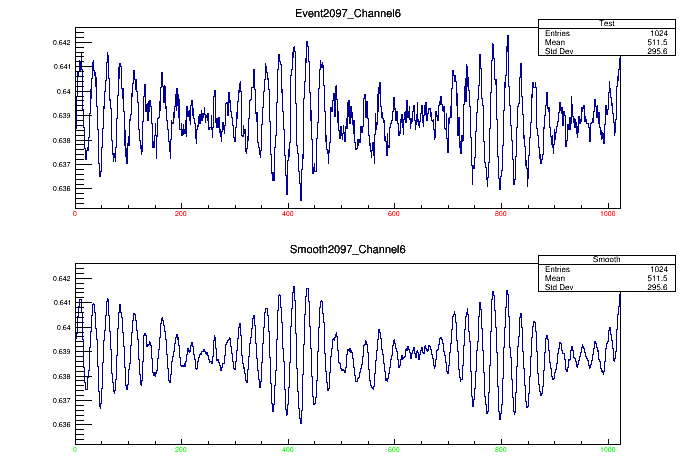 Event2097_Channel6
Test
Entries 1024
Mean 511.5
Std Dev 295.6
0.642
0.641
0.64
0.639
0.638
0.637
0.636
0 200 400 600 800 1000
Smooth2097_Channel6
Smooth
Entries 1024
Mean 511.5
Std Dev 295.6
0.642
0.641
0.64
0.639
0.638
0.637
0.636
0 200 400 600 800 1000